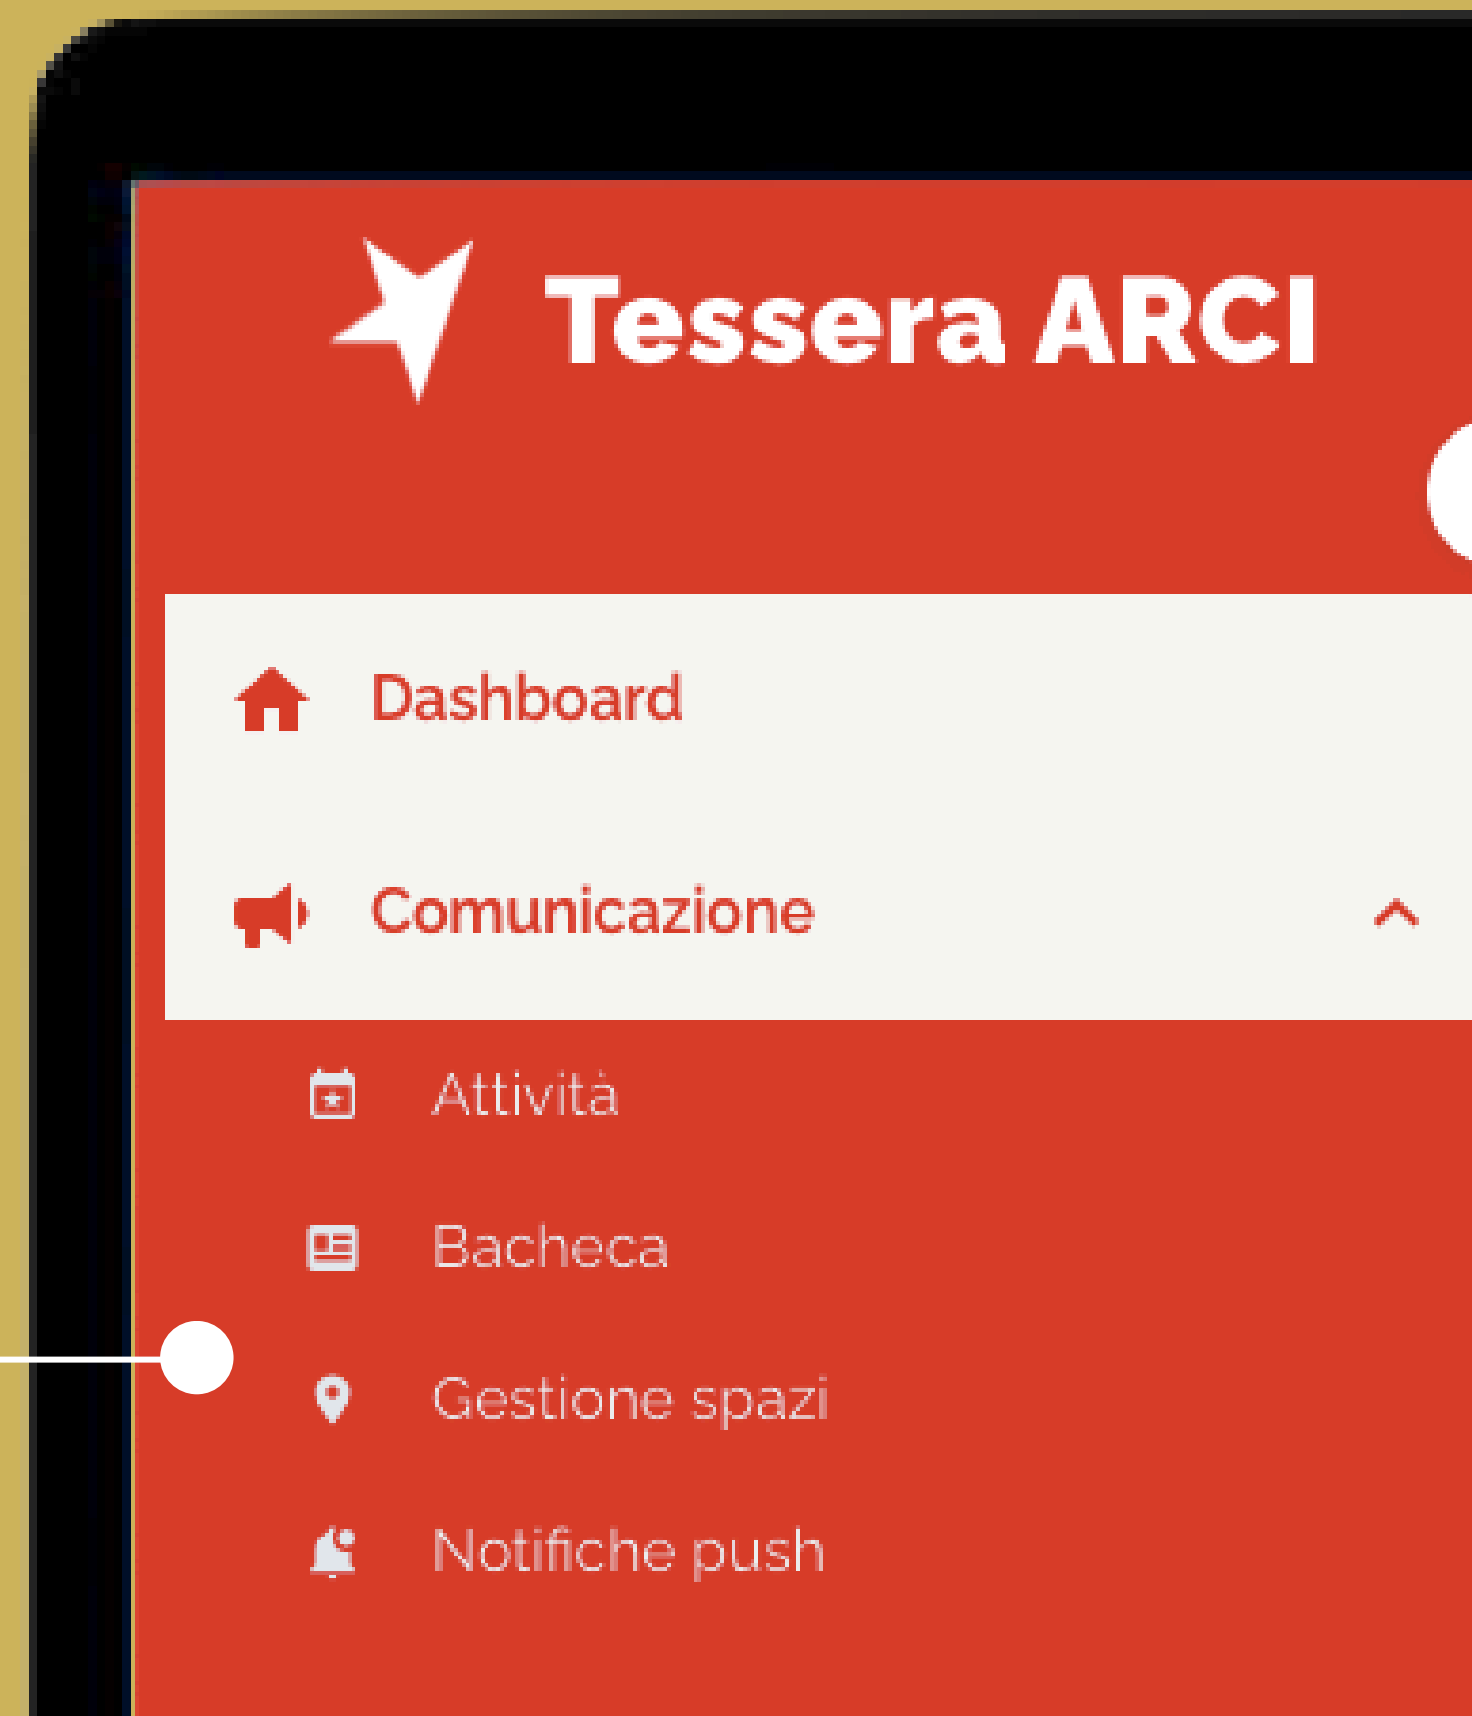 Tessera ARCI
Dashboard
Comunicazione
Attività
Bacheca
Gestione spazi
Notifiche push